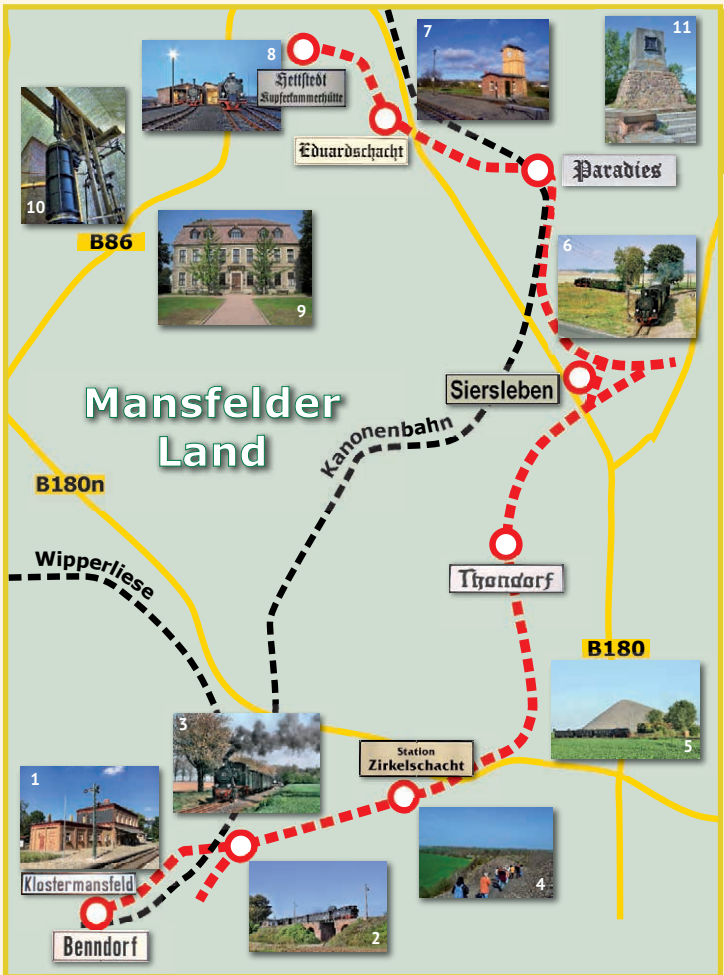 7
11
8
Hettstedt
Kupferkammerhütte
Eduardschacht
Paradies
10
B86
9
6
Siersleben
Mansfelder
Land
Kanonenbahn
B180n
Wipperliese
Thondorf
B180
5
3
Station
Zirkelschacht
1
Klostermansfeld
4
2
Benndorf